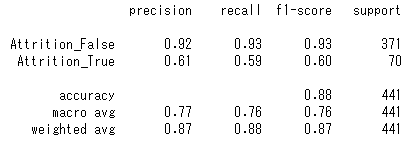 precision recall f1-score support
Attrition_False 0.92 0.93 0.93 371
Attrition_True 0.61 0.59 0.60 70
accuracy 0.88 441
macro avg 0.77 0.76 0.76 441
weighted avg 0.87 0.88 0.87 441